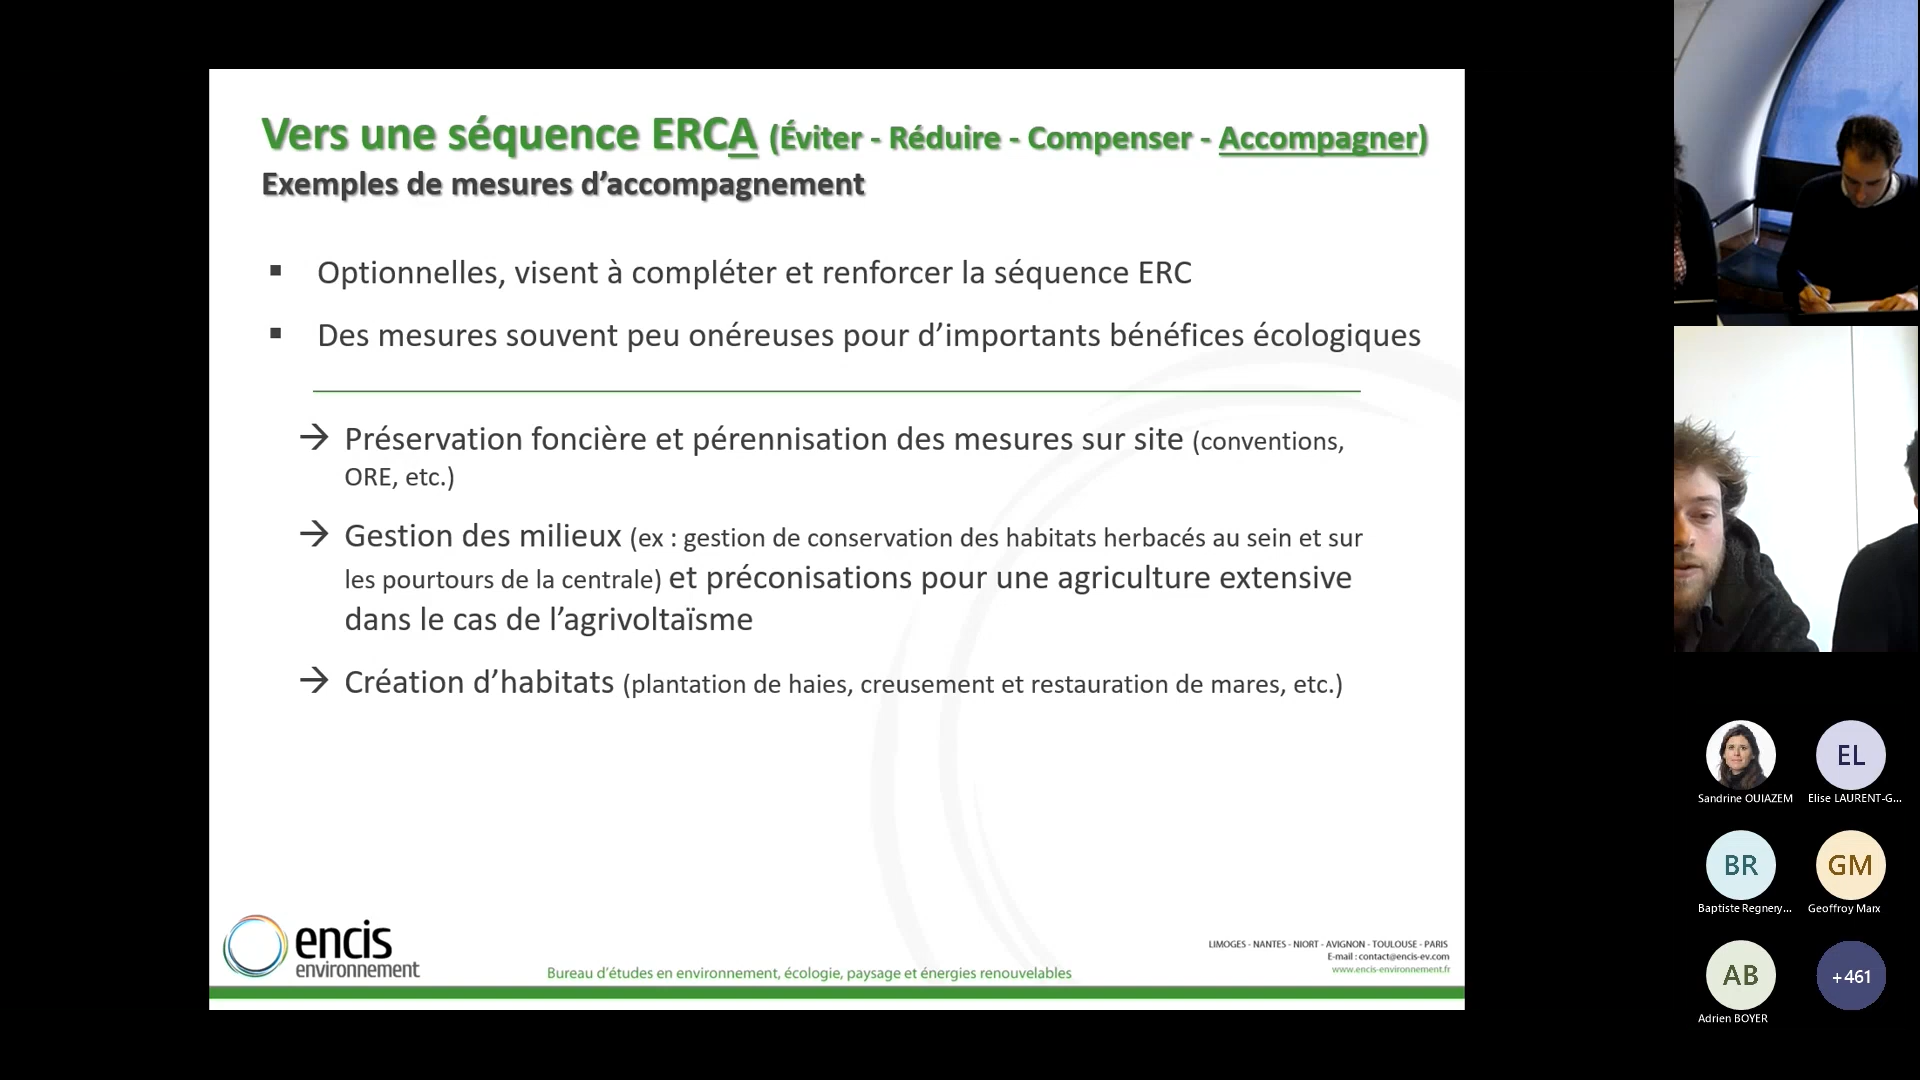 Vers une séquence ERCA (Éviter - Réduire - Compenser - Accompagner)
Exemples de mesures d’accompagnement
▪ Optionnelles, visent à compléter et renforcer la séquence ERC
▪ Des mesures souvent peu onéreuses pour d’importants bénéfices écologiques
→ Préservation foncière et pérennisation des mesures sur site (conventions,
ORE, etc.)
→ Gestion des milieux (ex : gestion de conservation des habitats herbacés au sein et sur
les pourtours de la centrale) et préconisations pour une agriculture extensive
dans le cas de l’agrivoltaïsme
→ Création d’habitats (plantation de haies, creusement et restauration de mares, etc.)
encis
environnement
Bureau d’études en environnement, écologie, paysage et énergies renouvelables
LIMOGES - NANTES - NIORT - AVIGNON - TOULOUSE - PARIS
E-mail : contact@encis-ev.com
www.encis-environnement.fr
Sandrine OUIAZEM
EL
Elise LAURENT-G...
BR
Baptiste Regnery...
GM
Geoffroy Marx
AB
Adrien BOYER
+461